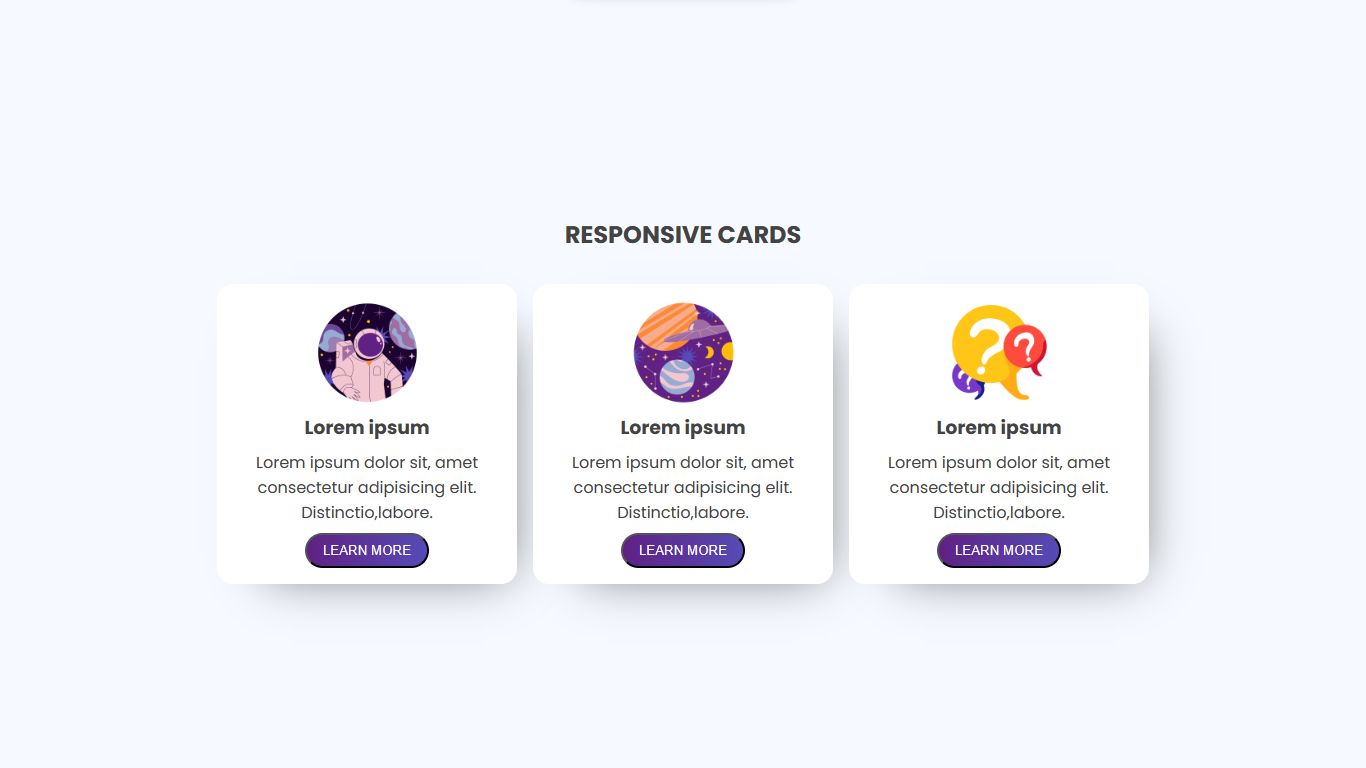 RESPONSIVE CARDS
Lorem ipsum
Lorem ipsum dolor sit, amet
consectetur adipisicing elit.
Distinctio,labore.
LEARN MORE
Lorem ipsum
Lorem ipsum dolor sit, amet
consectetur adipisicing elit.
Distinctio,labore.
LEARN MORE
? ? ?
Lorem ipsum
Lorem ipsum dolor sit, amet
consectetur adipisicing elit.
Distinctio,labore.
LEARN MORE